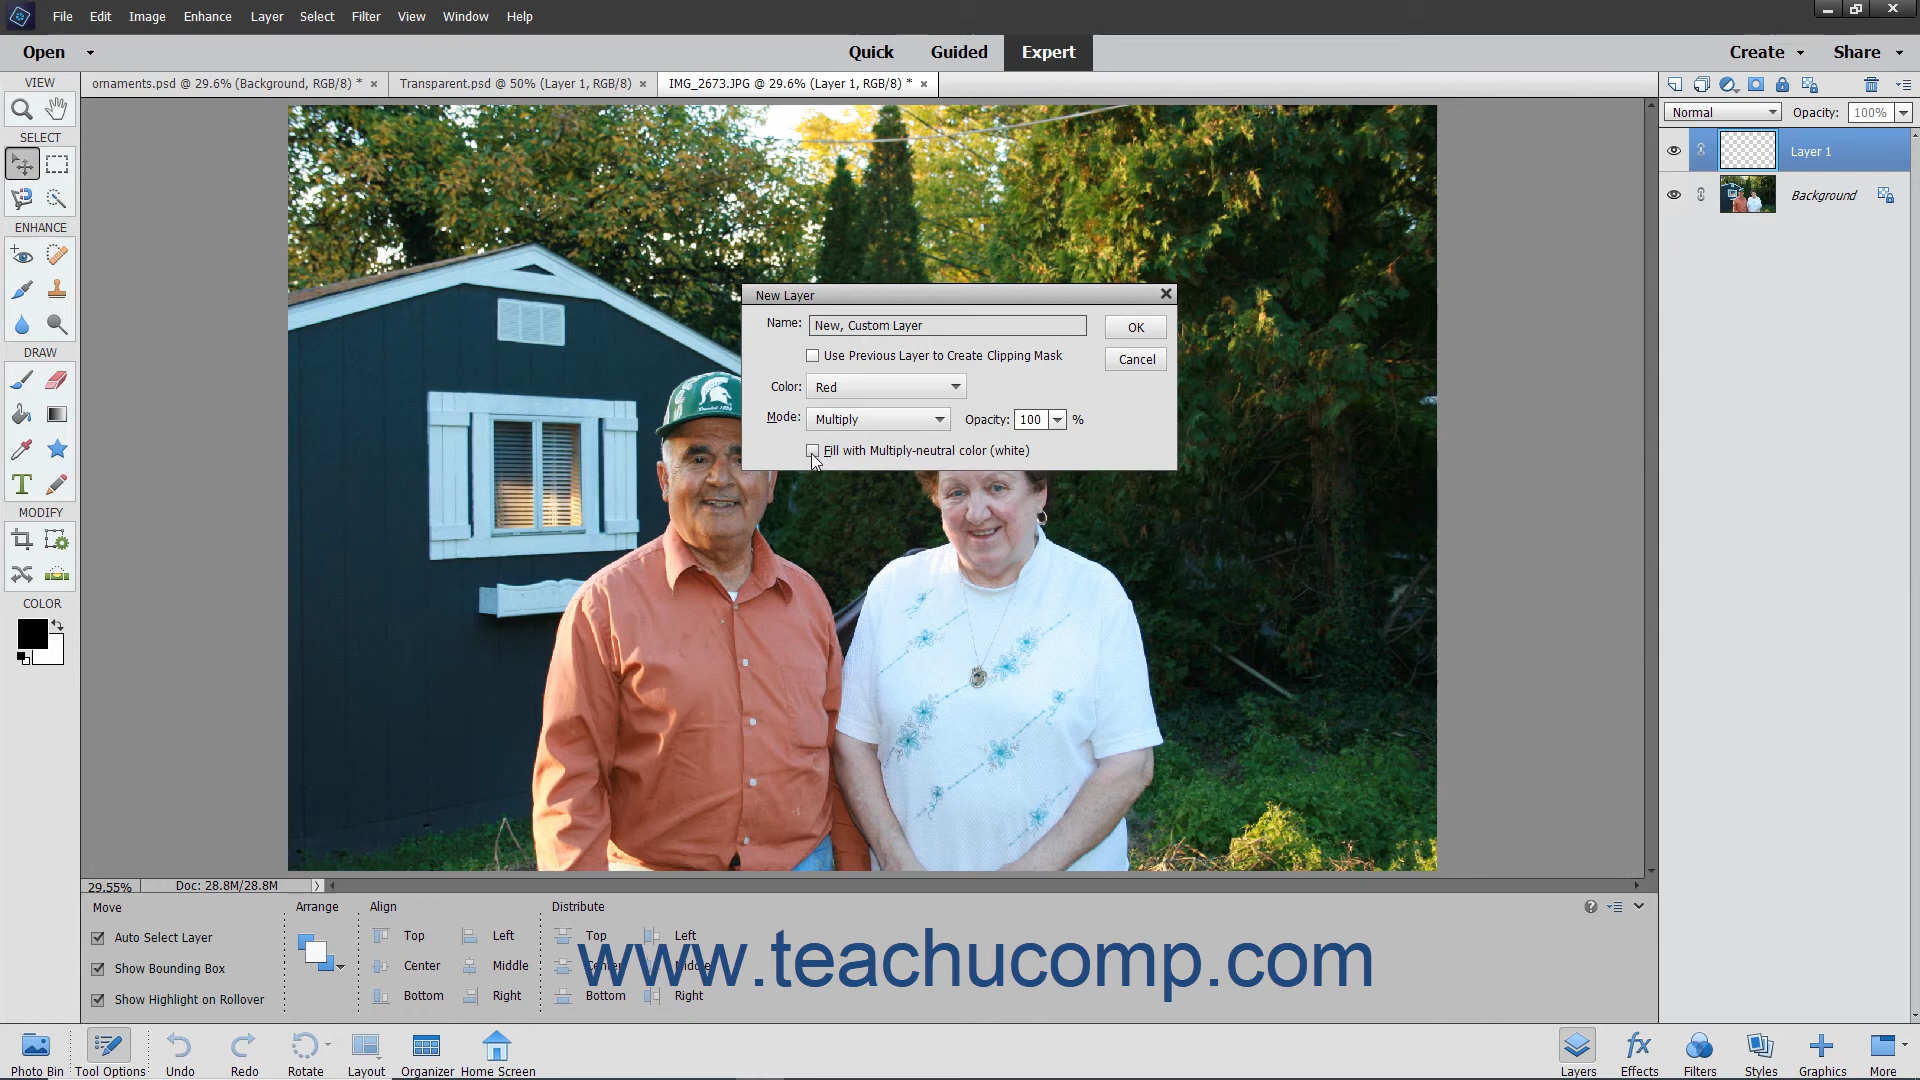 File Edit Image Enhance Layer Select Filter View Window Help
Open Quick Guided Expert Create Share
VIEW
ornaments.psd @ 29.6% (Background, RGB/8) * × Transparent.psd @ 50% (Layer 1, RGB/8) × IMG_2673.JPG @ 29.6% (Layer 1, RGB/8) * ×
Normal Opacity: 100%
SELECT
Layer 1
Background
ENHANCE
New Layer
Name: New, Custom Layer OK
Use Previous Layer to Create Clipping Mask Cancel
Color: Red
Mode: Multiply Opacity: 100 %
Fill with Multiply-neutral color (white)
DRAW
T
MODIFY
COLOR
29.55% Doc: 28.8M/28.8M
Move Arrange Align Distribute
Auto Select Layer Top Left Top Left
Show Bounding Box Center Middle Center Middle
Show Highlight on Rollover Bottom Right Bottom Right
www.teachucomp.com
Photo Bin Tool Options Undo Redo Rotate Layout Organizer Home Screen Layers Effects Filters Styles Graphics More